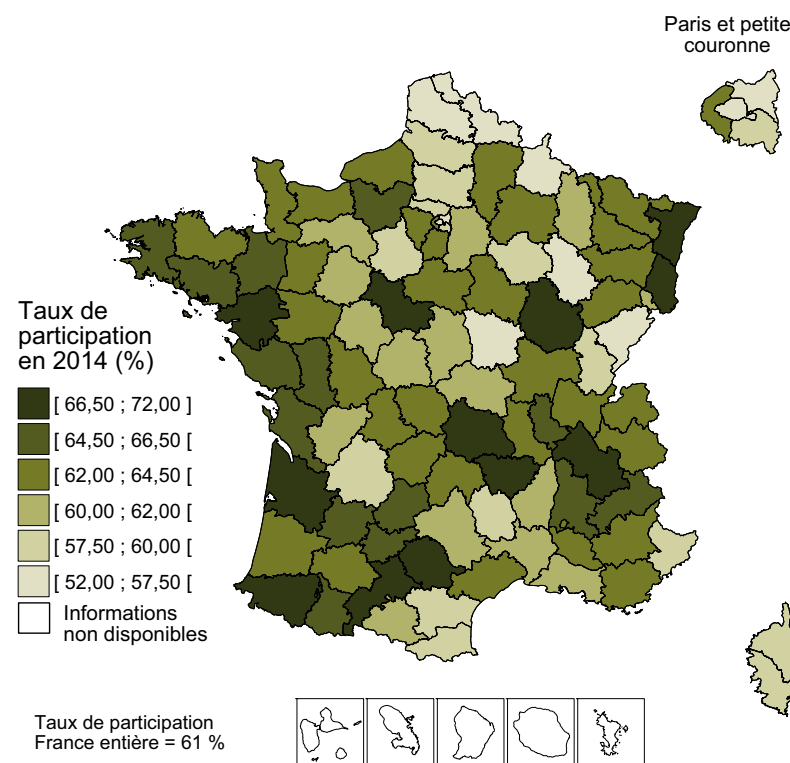 Paris et petite
couronne
Taux de
participation
en 2014 (%)
[ 66,50 ; 72,00 ]
[ 64,50 ; 66,50 [
[ 62,00 ; 64,50 [
[ 60,00 ; 62,00 [
[ 57,50 ; 60,00 [
[ 52,00 ; 57,50 [
Informations
non disponibles
Taux de participation
France entière = 61 %